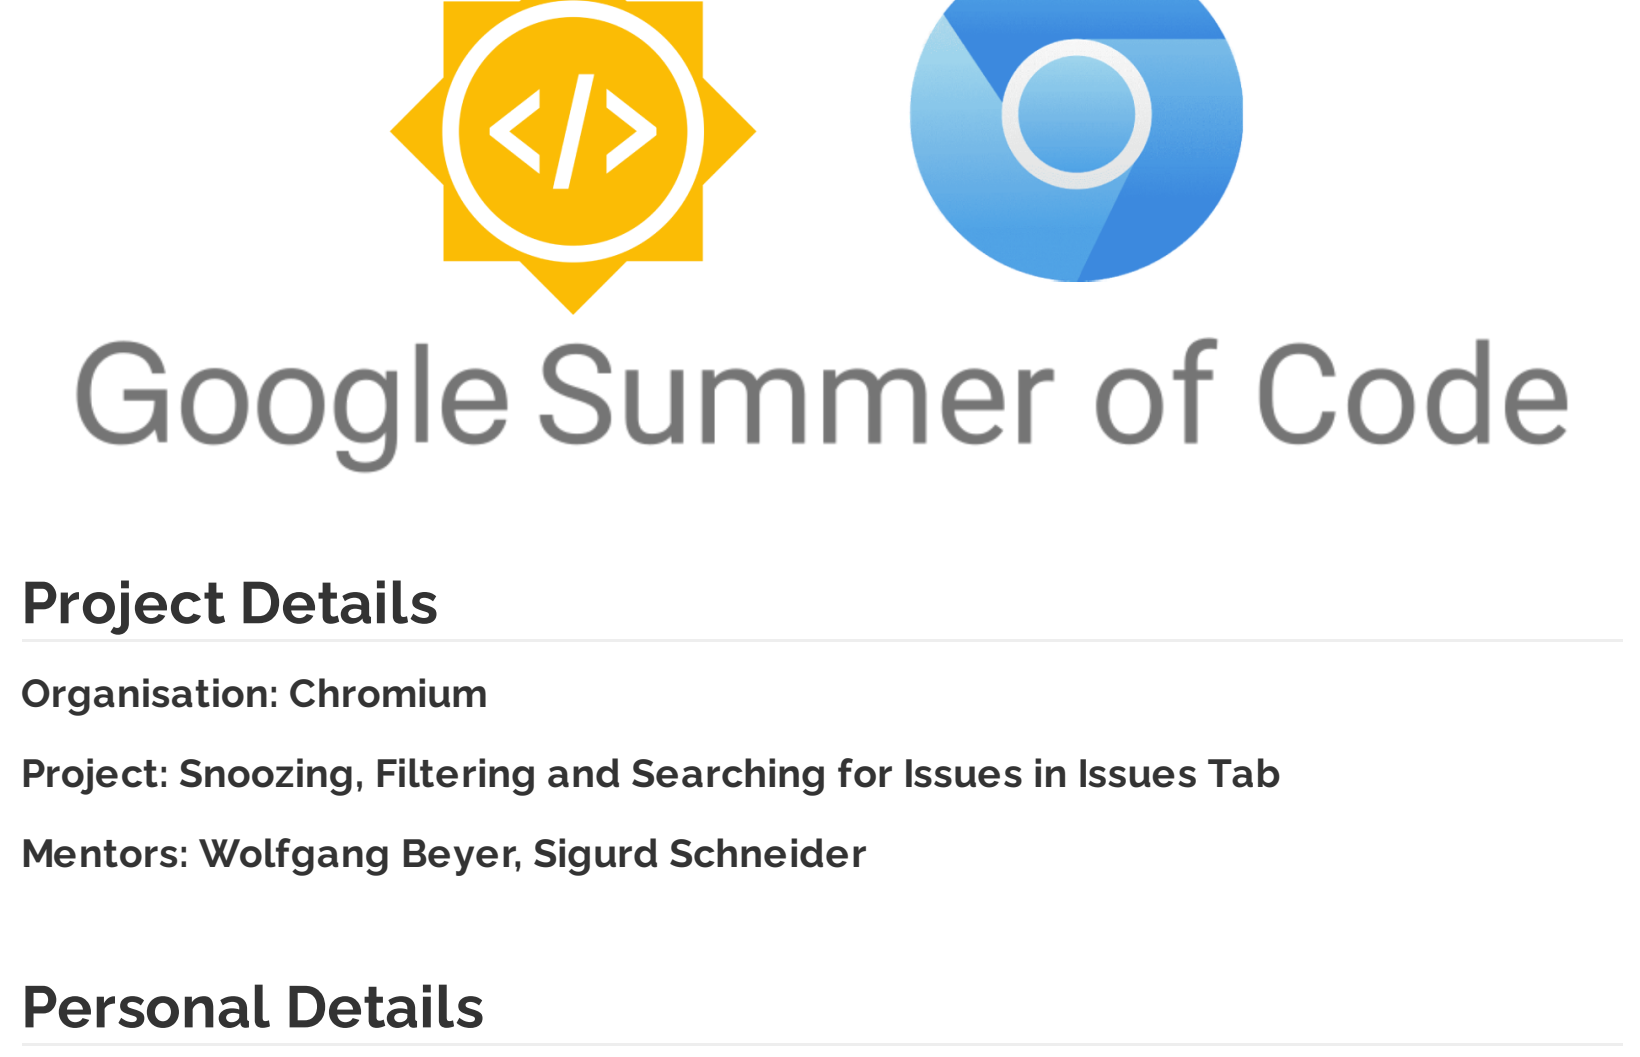 </>
Google Summer of Code
Project Details
Organisation: Chromium
Project: Snoozing, Filtering and Searching for Issues in Issues Tab
Mentors: Wolfgang Beyer, Sigurd Schneider
Personal Details